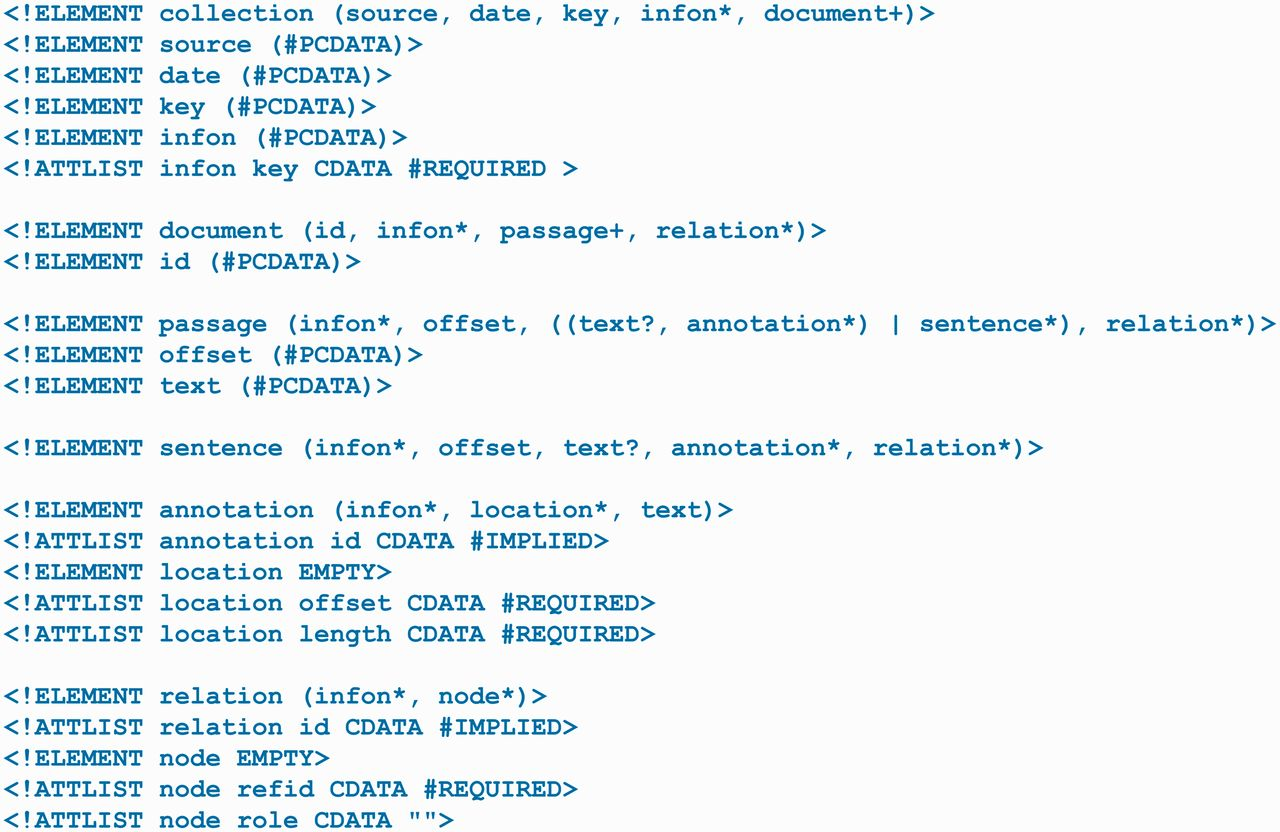 <!ELEMENT collection (source, date, key, infon*, document+)>
<!ELEMENT source (#PCDATA)>
<!ELEMENT date (#PCDATA)>
<!ELEMENT key (#PCDATA)>
<!ELEMENT infon (#PCDATA)>
<!ATTLIST infon key CDATA #REQUIRED >
<!ELEMENT document (id, infon*, passage+, relation*)>
<!ELEMENT id (#PCDATA)>
<!ELEMENT passage (infon*, offset, ((text?, annotation*) | sentence*), relation*)>
<!ELEMENT offset (#PCDATA)>
<!ELEMENT text (#PCDATA)>
<!ELEMENT sentence (infon*, offset, text?, annotation*, relation*)>
<!ELEMENT annotation (infon*, location*, text)>
<!ATTLIST annotation id CDATA #IMPLIED>
<!ELEMENT location EMPTY>
<!ATTLIST location offset CDATA #REQUIRED>
<!ATTLIST location length CDATA #REQUIRED>
<!ELEMENT relation (infon*, node*)>
<!ATTLIST relation id CDATA #IMPLIED>
<!ELEMENT node EMPTY>
<!ATTLIST node refid CDATA #REQUIRED>
<!ATTLIST node role CDATA "">